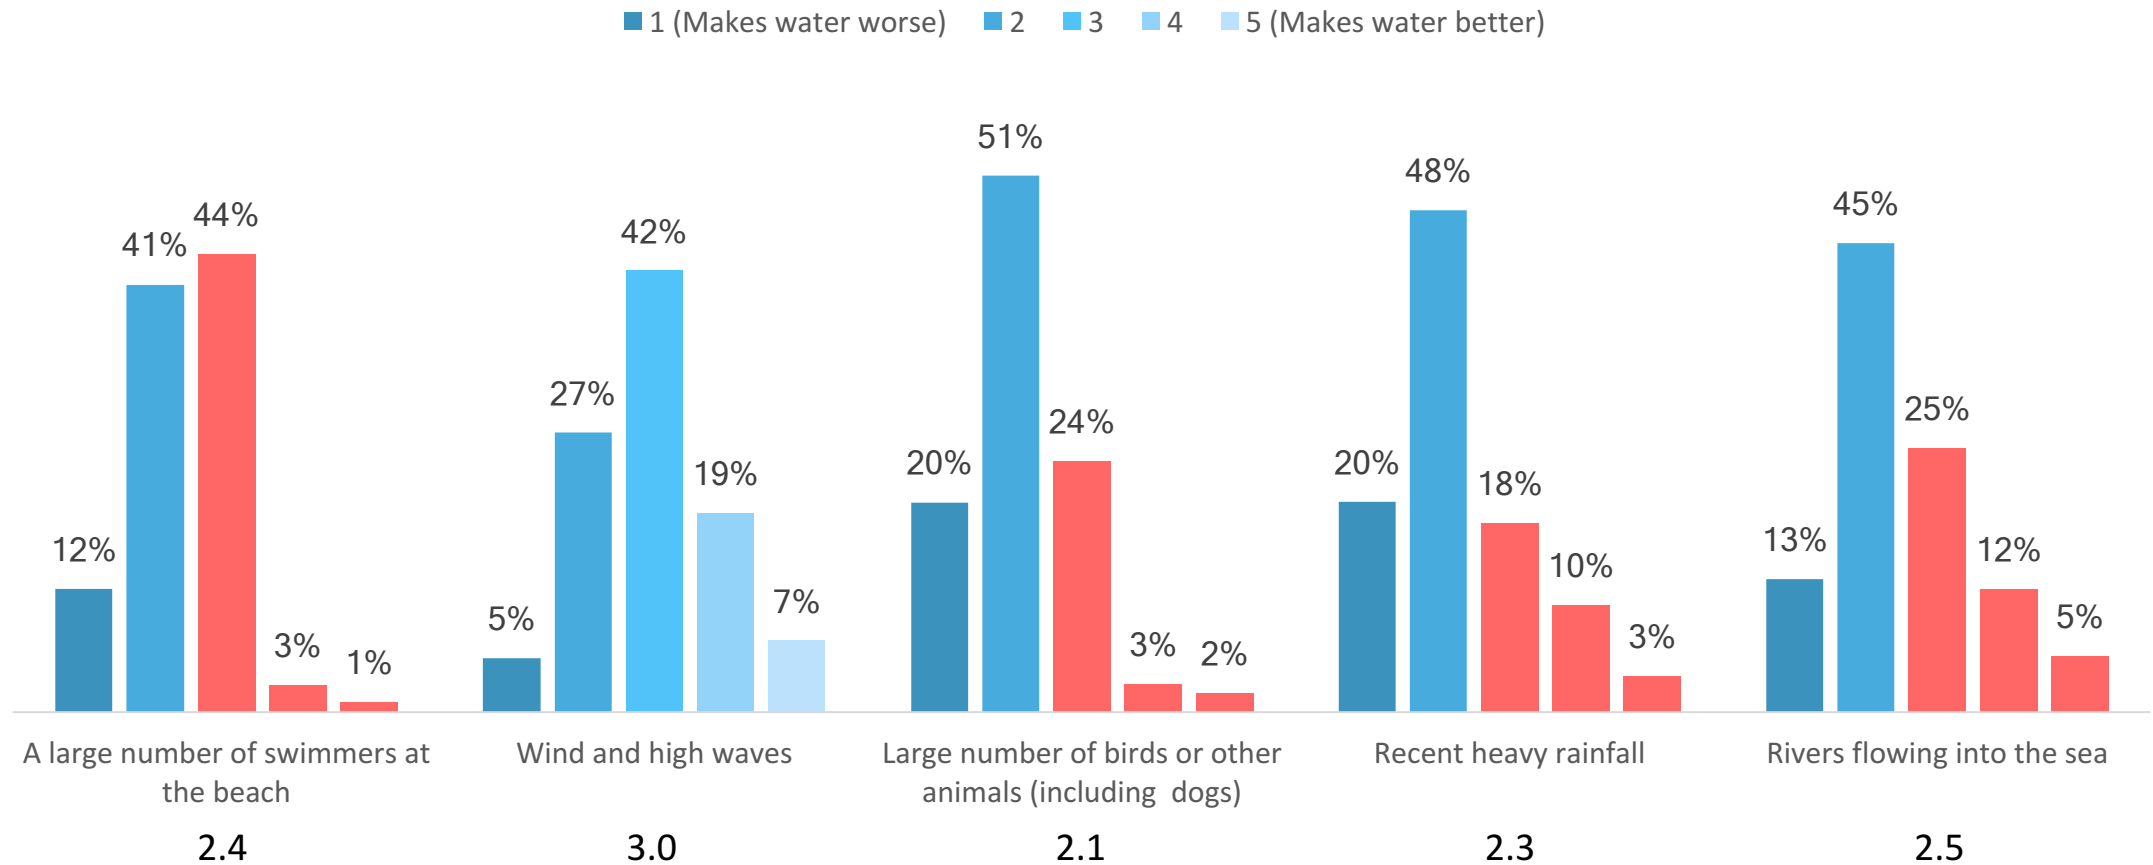 1 (Makes water worse) 2 3 4 5 (Makes water better)
12% 41% 44% 3% 1%
5% 27% 42% 19% 7%
20% 51% 24% 3% 2%
20% 48% 18% 10% 3%
13% 45% 25% 12% 5%
A large number of swimmers at
the beach
Wind and high waves
Large number of birds or other
animals (including dogs)
Recent heavy rainfall
Rivers flowing into the sea
2.4 3.0 2.1 2.3 2.5